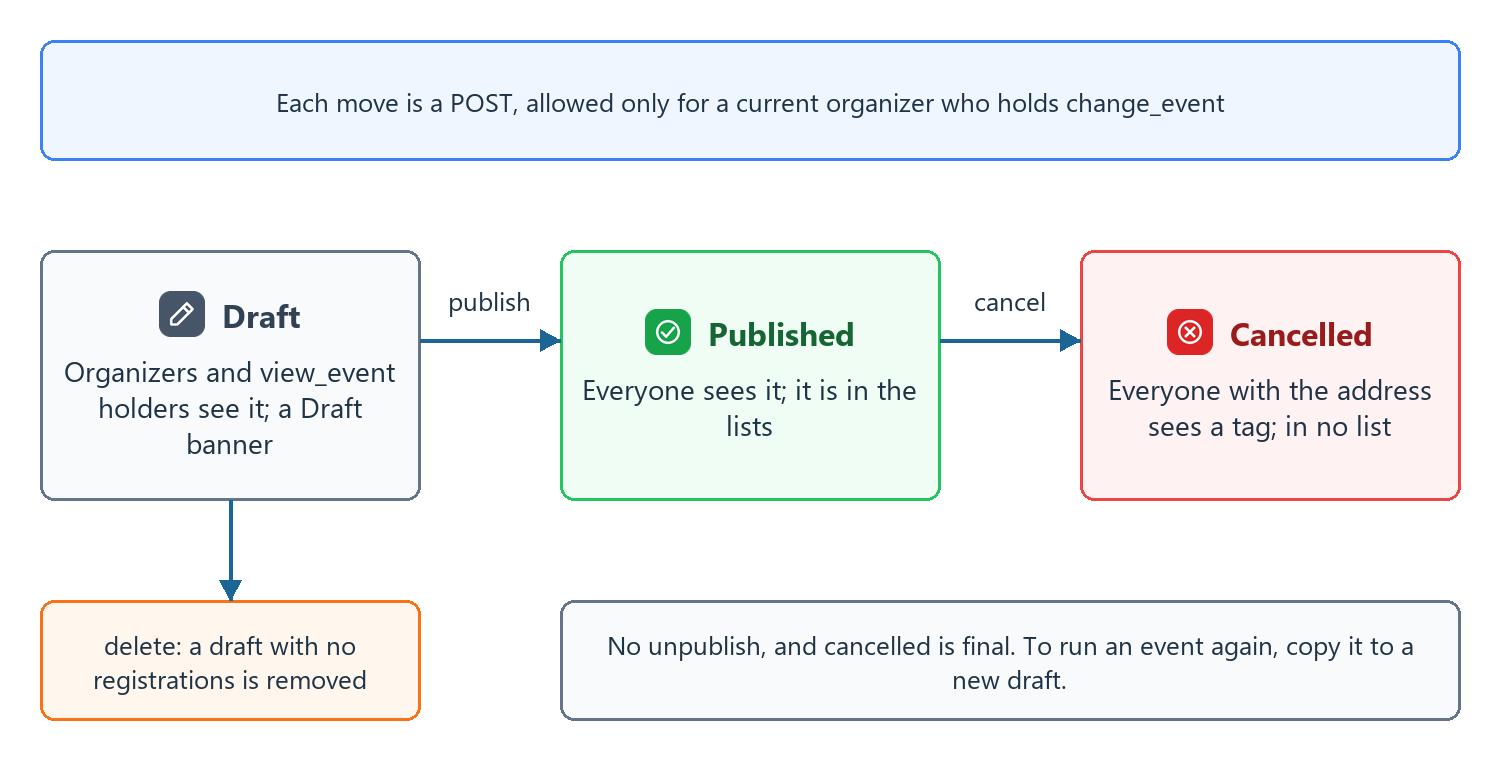 Each move is a POST, allowed only for a current organizer who holds change_event
Draft
Organizers and view_event
holders see it; a Draft
banner
publish
Published
Everyone sees it; it is in the
lists
cancel
Cancelled
Everyone with the address
sees a tag; in no list
delete: a draft with no
registrations is removed
No unpublish, and cancelled is final. To run an event again, copy it to a
new draft.